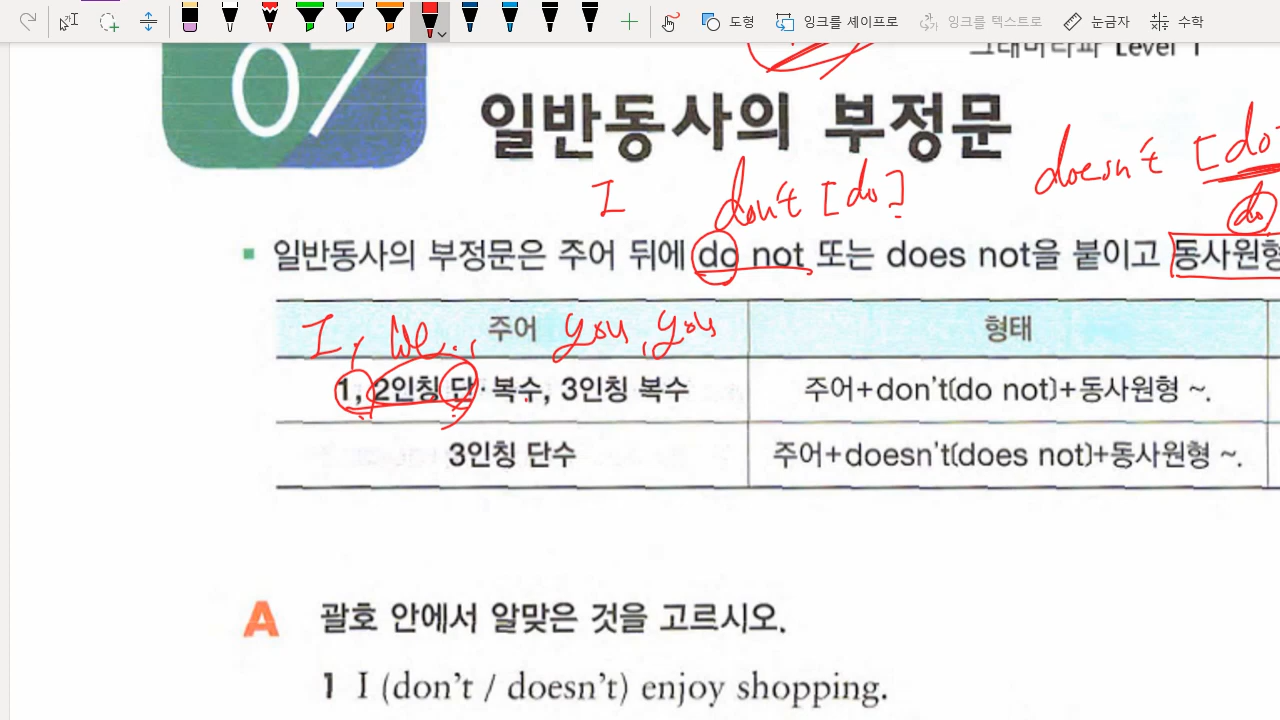 도형 잉크를 셰이프로 잉크를 텍스트로 눈금자 수학
그래머타파 Level 1
07
일반동사의 부정문
I don't [do] doesn't [do
do
일반동사의 부정문은 주어 뒤에 do not 또는 does not을 붙이고 동사원형
I, we, 주어 you, you 형태
1, 2인칭 단·복수, 3인칭 복수 주어+don't(do not)+동사원형 ~.
3인칭 단수 주어+doesn't(does not)+동사원형 ~.
A 괄호 안에서 알맞은 것을 고르시오.
1 I (don't / doesn't) enjoy shopping.